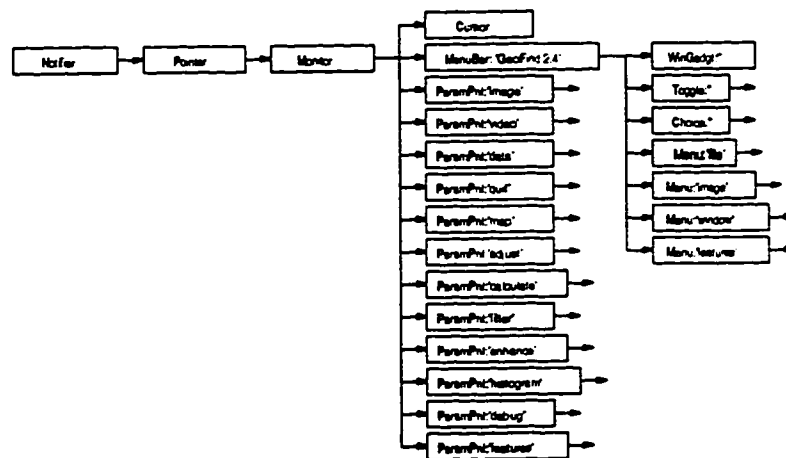 Notifier
Pointer
Monitor
Cursor
MenuBar: "GeoFind 2.4"
ParamPnl:"image"
ParamPnl:"video"
ParamPnl:"data"
ParamPnl:"quit"
ParamPnl:"map"
ParamPnl:"adjust"
ParamPnl:"calculate"
ParamPnl:"filter"
ParamPnl:"enhance"
ParamPnl:"histogram"
ParamPnl:"debug"
ParamPnl:"features"
WinGadgt:"
Toggle:"
Choice:"
Menu:"file"
Menu:"image"
Menu:"window"
Menu:"features"